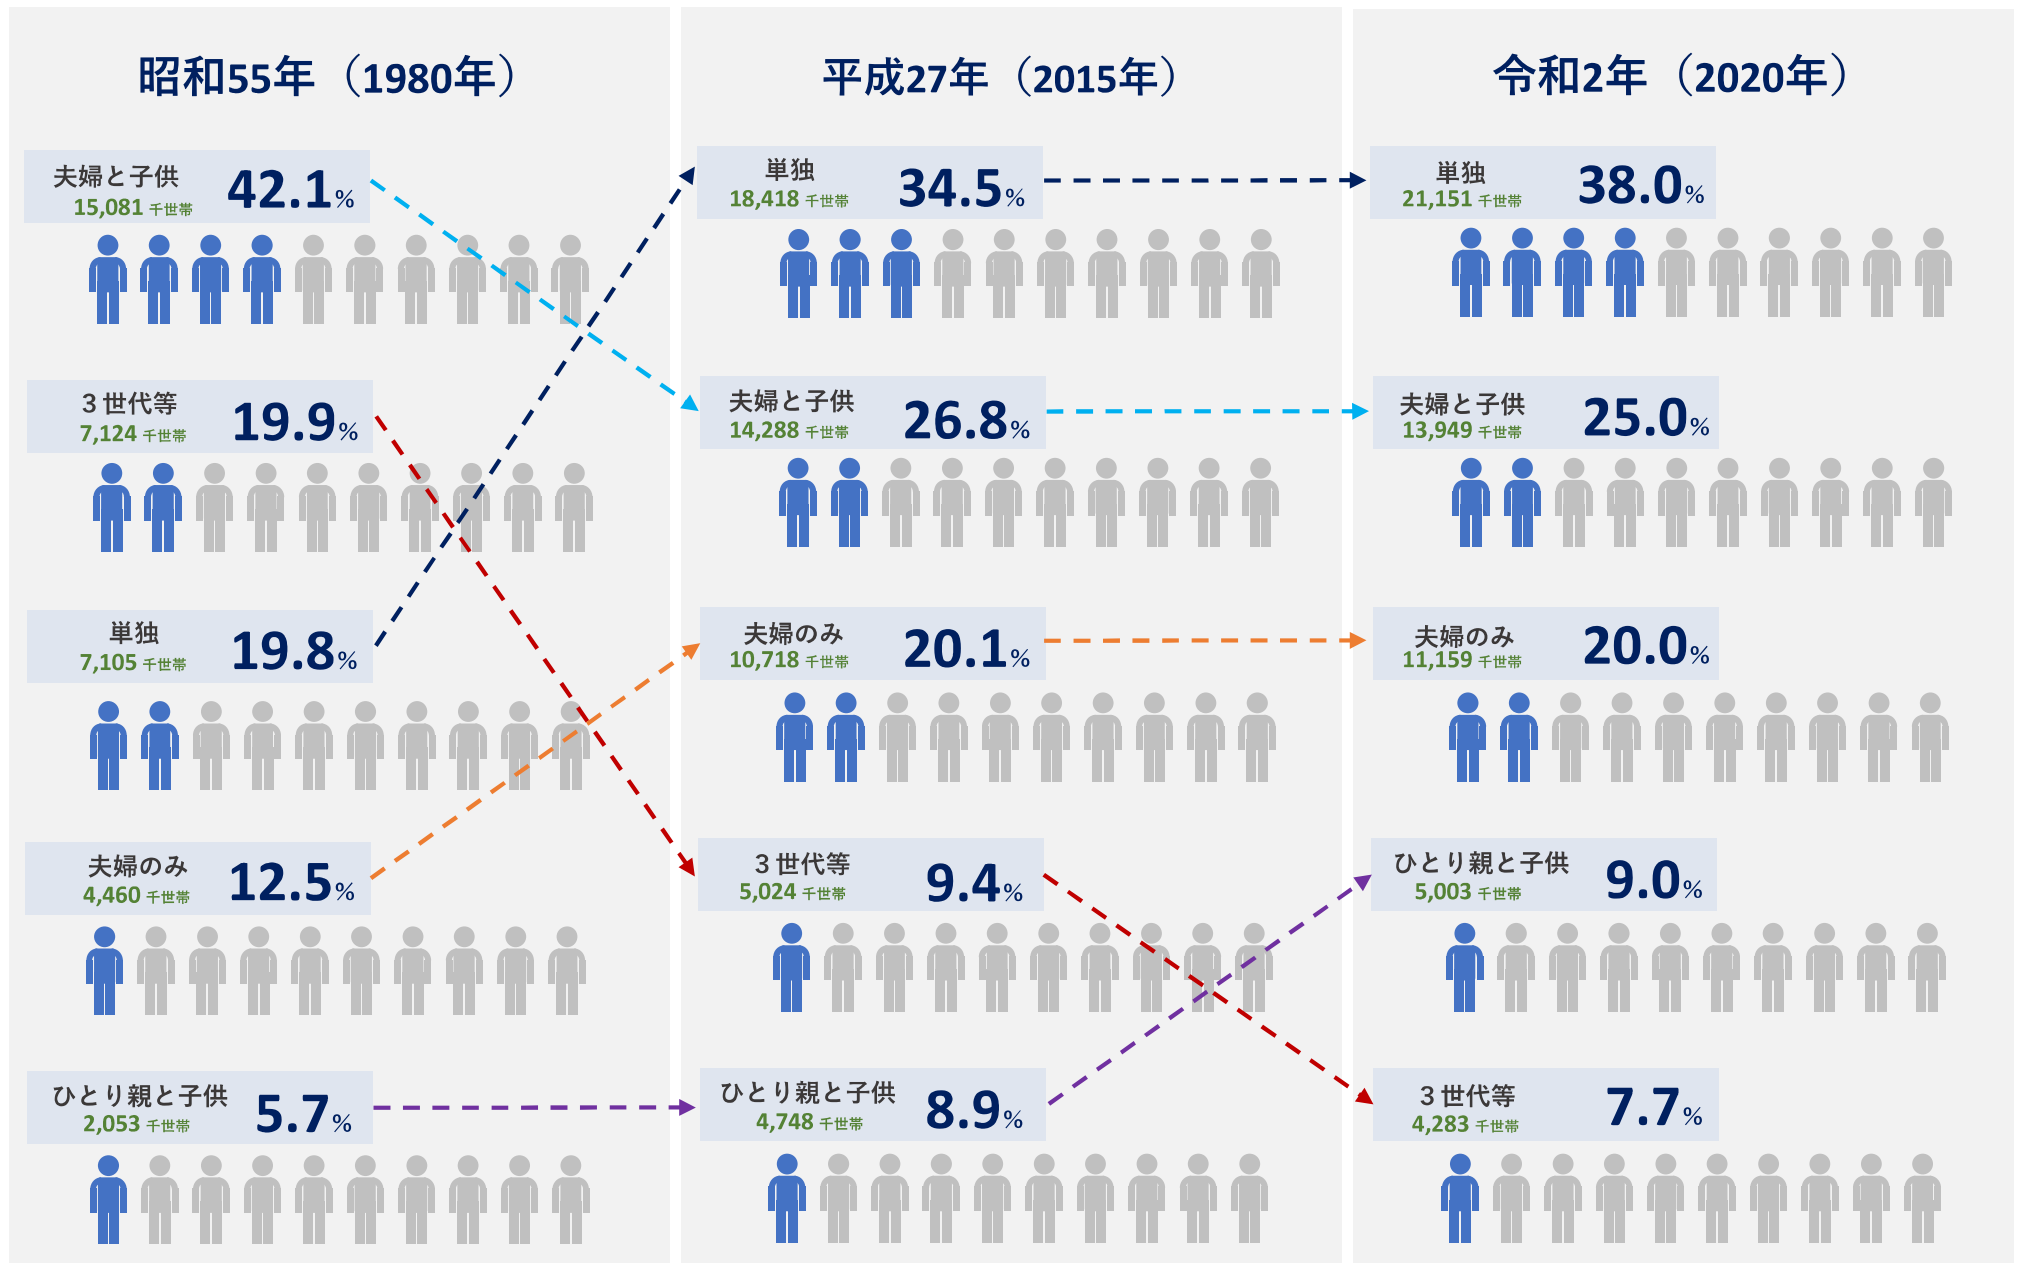 昭和55年（1980年）
夫婦と子供
15,081 千世帯
42.1%
３世代等
7,124 千世帯
19.9%
単独
7,105 千世帯
19.8%
夫婦のみ
4,460 千世帯
12.5%
ひとり親と子供
2,053 千世帯
5.7%
平成27年（2015年）
単独
18,418 千世帯
34.5%
夫婦と子供
14,288 千世帯
26.8%
夫婦のみ
10,718 千世帯
20.1%
３世代等
5,024 千世帯
9.4%
ひとり親と子供
4,748 千世帯
8.9%
令和2年（2020年）
単独
21,151 千世帯
38.0%
夫婦と子供
13,949 千世帯
25.0%
夫婦のみ
11,159 千世帯
20.0%
ひとり親と子供
5,003 千世帯
9.0%
３世代等
4,283 千世帯
7.7%